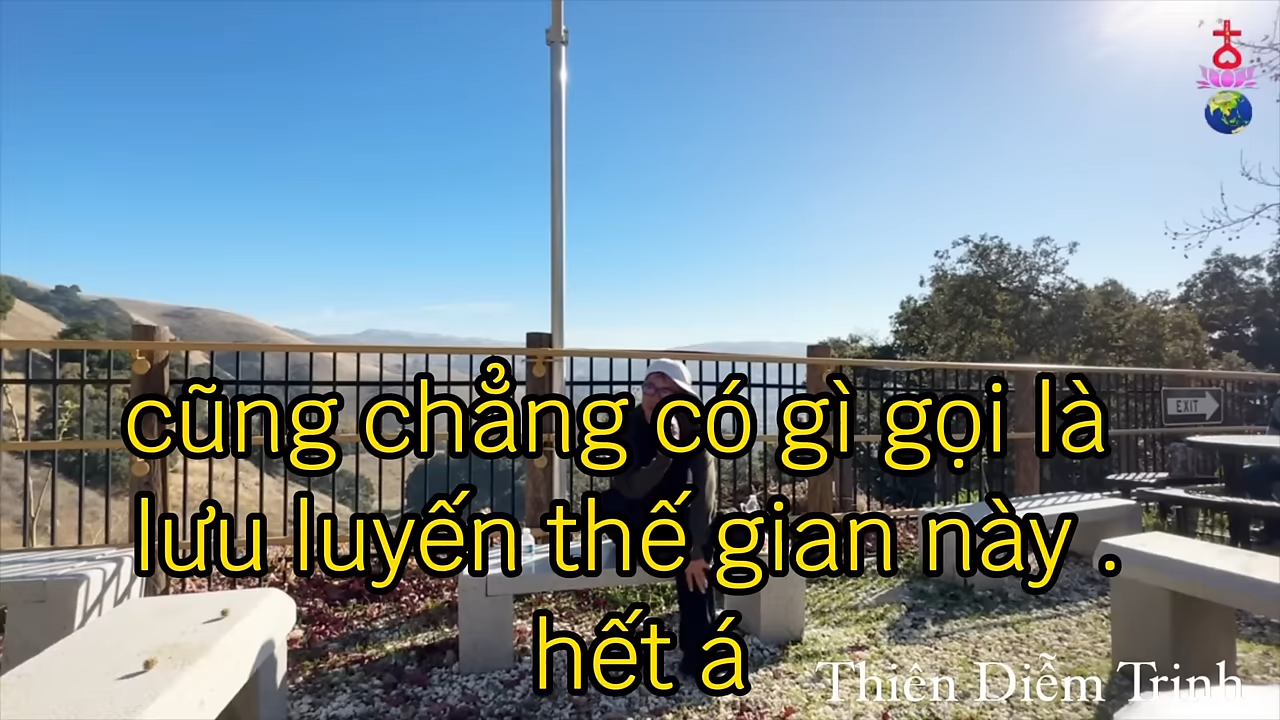 EXIT
cũng chẳng có gì gọi là
lưu luyến thế gian này .
hết á
Thiên Diễm Trinh